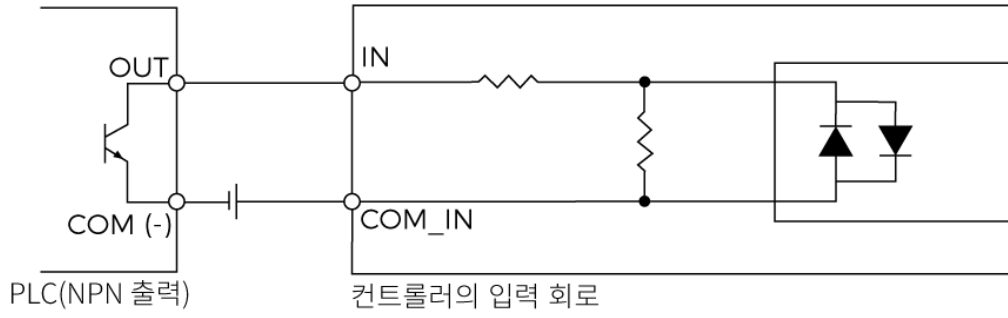 OUT
IN
COM (-)
COM_IN
PLC(NPN 출력)
컨트롤러의 입력 회로